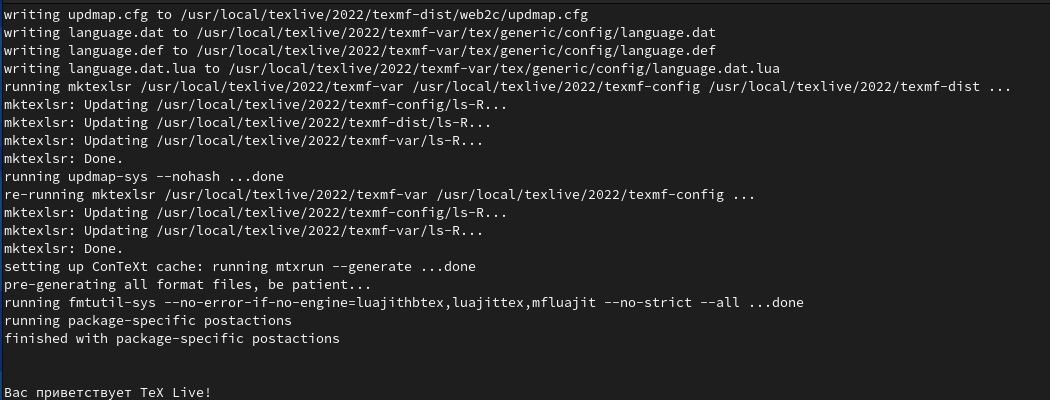 writing updmap.cfg to /usr/local/texlive/2022/texmf-dist/web2c/updmap.cfg
writing language.dat to /usr/local/texlive/2022/texmf-var/tex/generic/config/language.dat
writing language.def to /usr/local/texlive/2022/texmf-var/tex/generic/config/language.def
writing language.dat.lua to /usr/local/texlive/2022/texmf-var/tex/generic/config/language.dat.lua
running mktexlsr /usr/local/texlive/2022/texmf-var /usr/local/texlive/2022/texmf-config /usr/local/texlive/2022/texmf-dist ...
mktexlsr: Updating /usr/local/texlive/2022/texmf-config/ls-R...
mktexlsr: Updating /usr/local/texlive/2022/texmf-dist/ls-R...
mktexlsr: Updating /usr/local/texlive/2022/texmf-var/ls-R...
mktexlsr: Done.
running updmap-sys --nohash ...done
re-running mktexlsr /usr/local/texlive/2022/texmf-var /usr/local/texlive/2022/texmf-config ...
mktexlsr: Updating /usr/local/texlive/2022/texmf-config/ls-R...
mktexlsr: Updating /usr/local/texlive/2022/texmf-var/ls-R...
mktexlsr: Done.
setting up ConTeXt cache: running mtxrun --generate ...done
pre-generating all format files, be patient...
running fmtutil-sys --no-error-if-no-engine=luajithbtex,luajittex,mfluajit --no-strict --all ...done
running package-specific postactions
finished with package-specific postactions
Вас приветствует TeX Live!